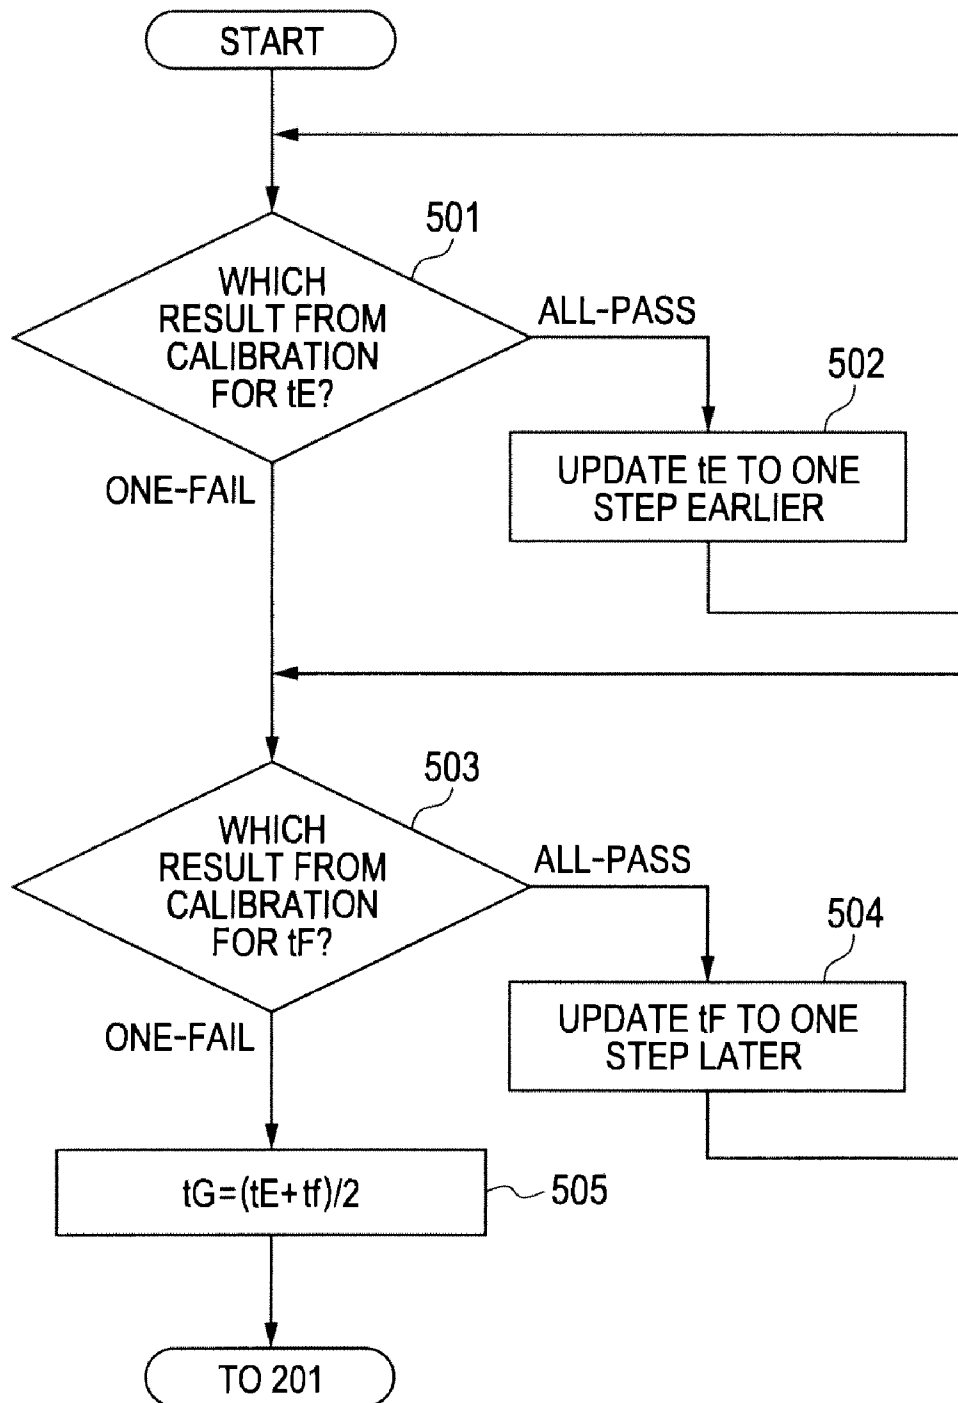 START
501
WHICH
RESULT FROM
CALIBRATION
FOR tE?
ALL-PASS
502
UPDATE tE TO ONE
STEP EARLIER
ONE-FAIL
503
WHICH
RESULT FROM
CALIBRATION
FOR tF?
ALL-PASS
504
UPDATE tF TO ONE
STEP LATER
ONE-FAIL
tG=(tE+tf)/2
505
TO 201